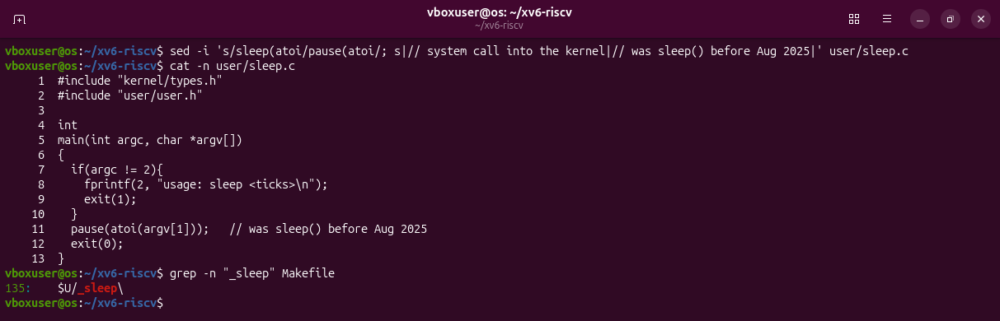 vboxuser@os: ~/xv6-riscv
~/xv6-riscv
vboxuser@os:~/xv6-riscv$ sed -i 's/sleep(atoi/pause(atoi/; s|// system call into the kernel|// was sleep() before Aug 2025|' user/sleep.c
vboxuser@os:~/xv6-riscv$ cat -n user/sleep.c
     1  #include "kernel/types.h"
     2  #include "user/user.h"
     3
     4  int
     5  main(int argc, char *argv[])
     6  {
     7    if(argc != 2){
     8      fprintf(2, "usage: sleep <ticks>\n");
     9      exit(1);
    10    }
    11    pause(atoi(argv[1]));   // was sleep() before Aug 2025
    12    exit(0);
    13  }
vboxuser@os:~/xv6-riscv$ grep -n "_sleep" Makefile
135:    $U/_sleep\
vboxuser@os:~/xv6-riscv$